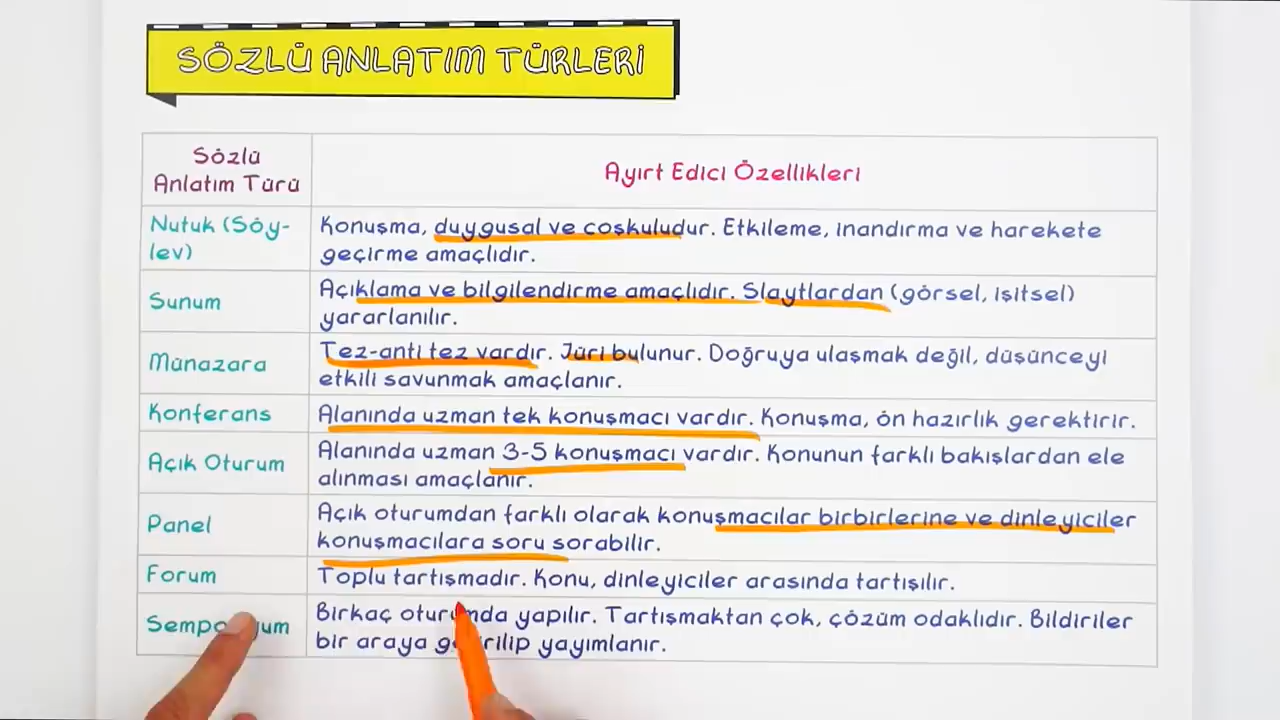 SÖZLÜ ANLATIM TÜRLERİ
Sözlü
Anlatım Türü
Ayırt Edici Özellikleri
Nutuk (Söy-
lev)
Konuşma, duygusal ve coşkuludur. Etkileme, inandırma ve harekete
geçirme amaçlıdır.
Sunum
Açıklama ve bilgilendirme amaçlıdır. Slaytlardan (görsel, işitsel)
yararlanılır.
Münazara
Tez-anti tez vardır. Jüri bulunur. Doğruya ulaşmak değil, düşünceyi
etkili savunmak amaçlanır.
Konferans
Alanında uzman tek konuşmacı vardır. Konuşma, ön hazırlık gerektirir.
Açık Oturum
Alanında uzman 3-5 konuşmacı vardır. Konunun farklı bakışlardan ele
alınması amaçlanır.
Panel
Açık oturumdan farklı olarak konuşmacılar birbirlerine ve dinleyiciler
konuşmacılara soru sorabilir.
Forum
Toplu tartışmadır. Konu, dinleyiciler arasında tartışılır.
Birkaç oturumda yapılır. Tartışmaktan çok, çözüm odaklıdır. Bildiriler
bir araya getirilip yayımlanır.